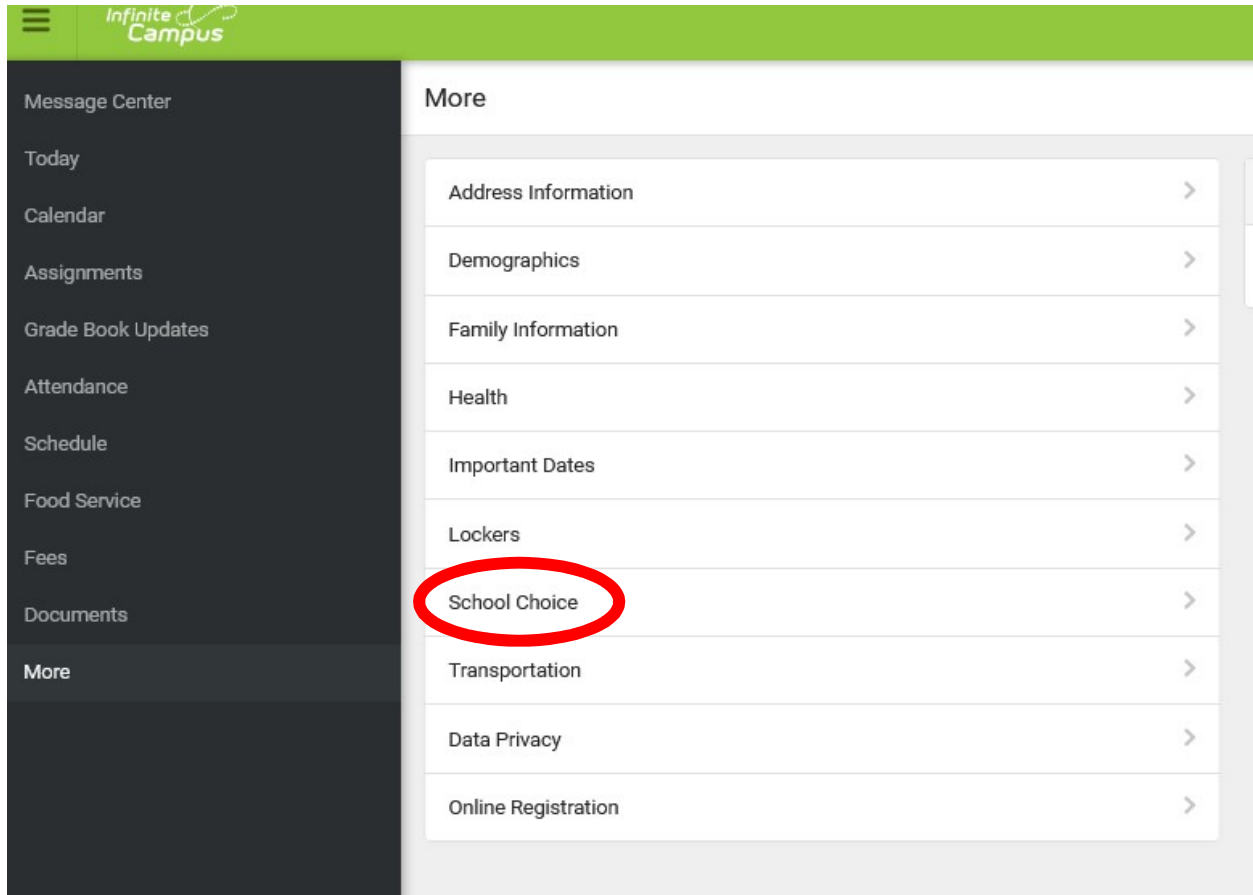 Infinite
Campus
Message Center
Today
Calendar
Assignments
Grade Book Updates
Attendance
Schedule
Food Service
Fees
Documents
More
More
Address Information
Demographics
Family Information
Health
Important Dates
Lockers
School Choice
Transportation
Data Privacy
Online Registration